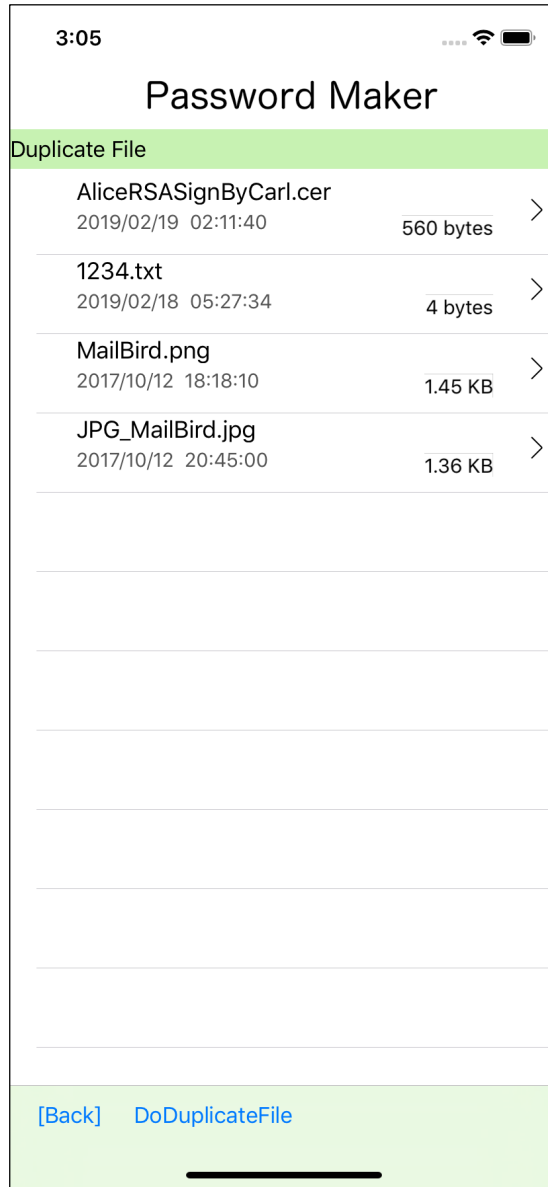 3:05
Password Maker
Duplicate File
AliceRSASignByCarl.cer
2019/02/19 02:11:40
560 bytes
1234.txt
2019/02/18 05:27:34
4 bytes
MailBird.png
2017/10/12 18:18:10
1.45 KB
JPG_MailBird.jpg
2017/10/12 20:45:00
1.36 KB
[Back] DoDuplicateFile